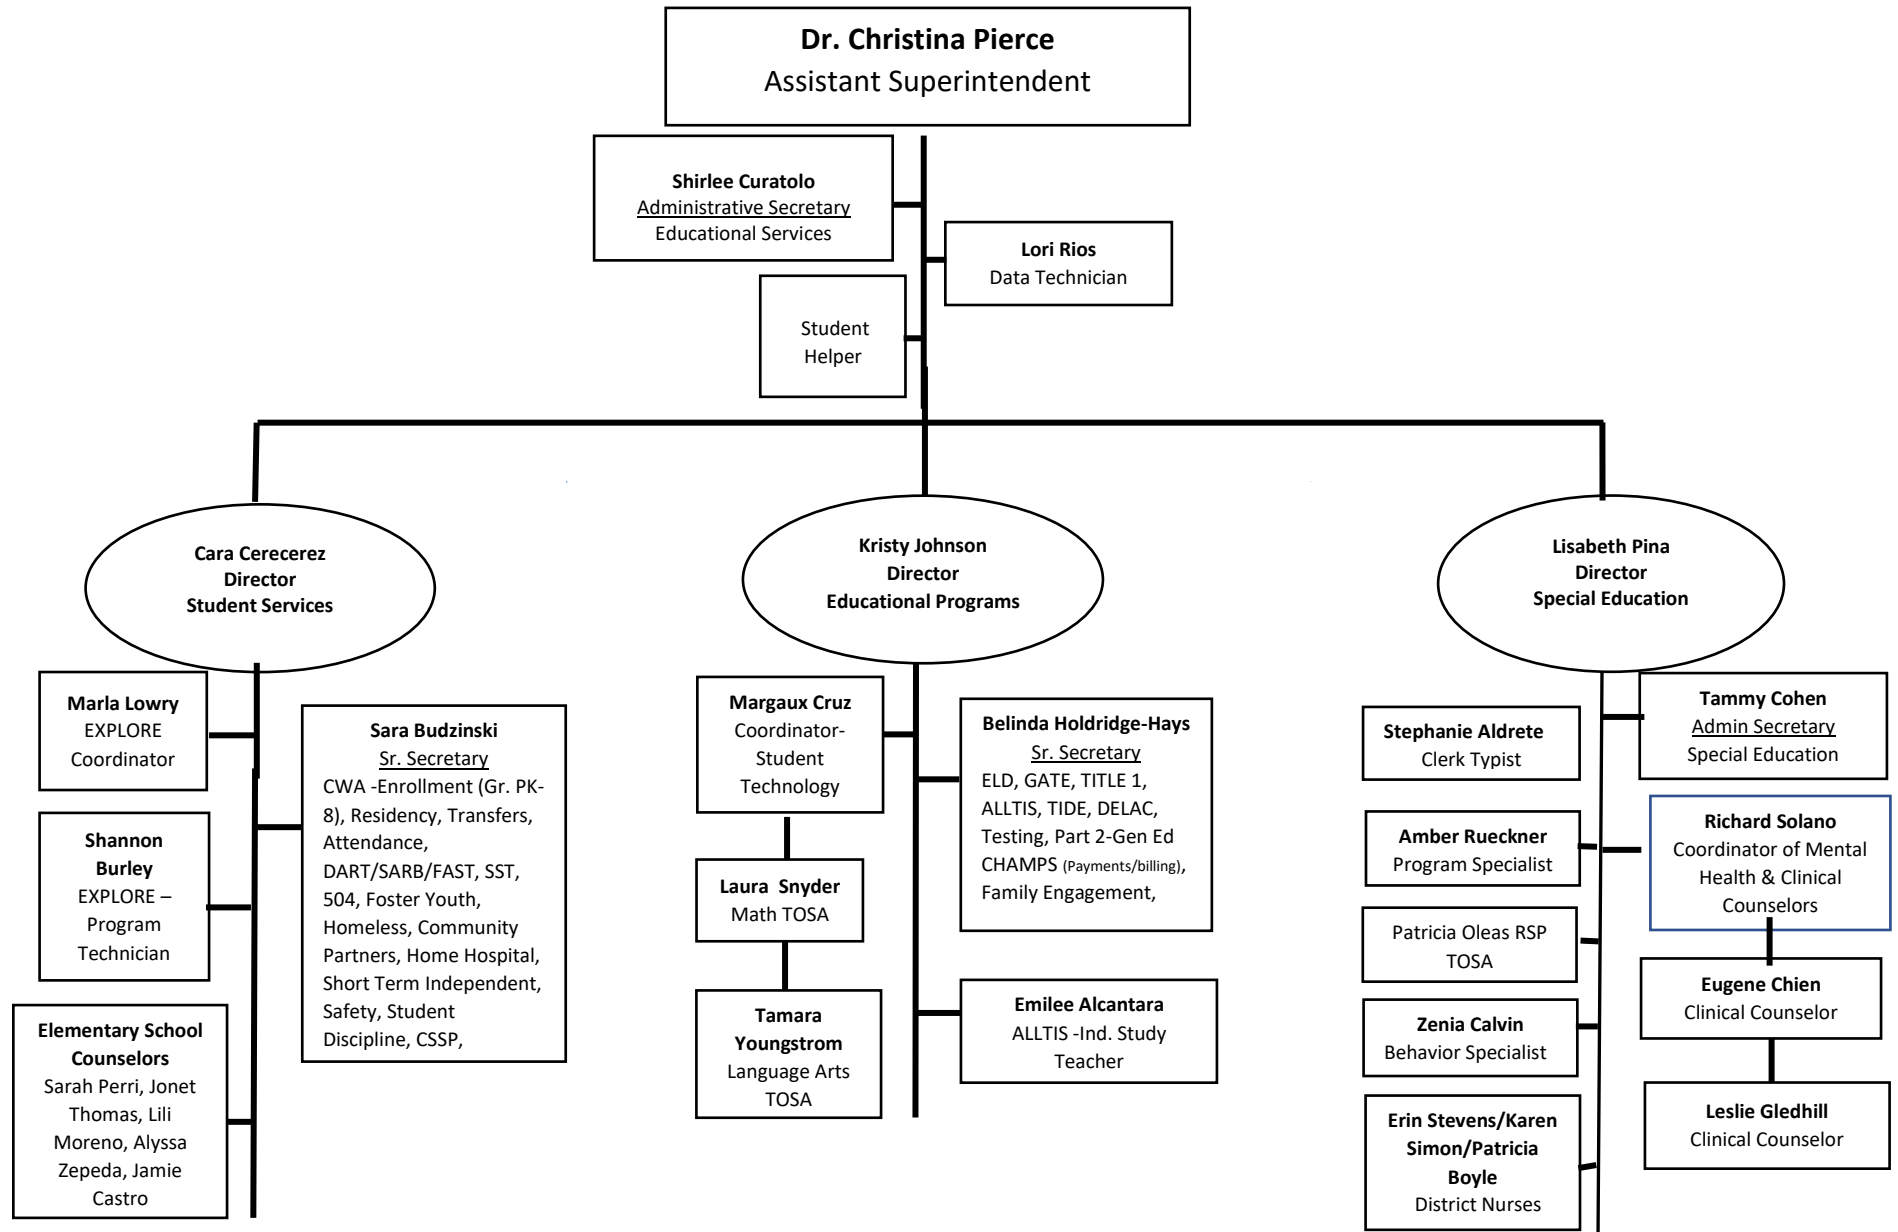 Dr. Christina Pierce
Assistant Superintendent
Shirlee Curatolo
Administrative Secretary
Educational Services
Lori Rios
Data Technician
Student
Helper
Cara Cerecerez
Director
Student Services
Kristy Johnson
Director
Educational Programs
Lisabeth Pina
Director
Special Education
Marla Lowry
EXPLORE
Coordinator
Shannon
Burley
EXPLORE –
Program
Technician
Elementary School
Counselors
Sarah Perri, Jonet
Thomas, Lili
Moreno, Alyssa
Zepeda, Jamie
Castro
Sara Budzinski
Sr. Secretary
CWA -Enrollment (Gr. PK-
8), Residency, Transfers,
Attendance,
DART/SARB/FAST, SST,
504, Foster Youth,
Homeless, Community
Partners, Home Hospital,
Short Term Independent,
Safety, Student
Discipline, CSSP,
Margaux Cruz
Coordinator-
Student
Technology
Laura  Snyder
Math TOSA
Tamara
Youngstrom
Language Arts
TOSA
Belinda Holdridge-Hays
Sr. Secretary
ELD, GATE, TITLE 1,
ALLTIS, TIDE, DELAC,
Testing, Part 2-Gen Ed
CHAMPS (Payments/billing),
Family Engagement,
Emilee Alcantara
ALLTIS -Ind. Study
Teacher
Stephanie Aldrete
Clerk Typist
Amber Rueckner
Program Specialist
Patricia Oleas RSP
TOSA
Zenia Calvin
Behavior Specialist
Erin Stevens/Karen
Simon/Patricia
Boyle
District Nurses
Tammy Cohen
Admin Secretary
Special Education
Richard Solano
Coordinator of Mental
Health & Clinical
Counselors
Eugene Chien
Clinical Counselor
Leslie Gledhill
Clinical Counselor